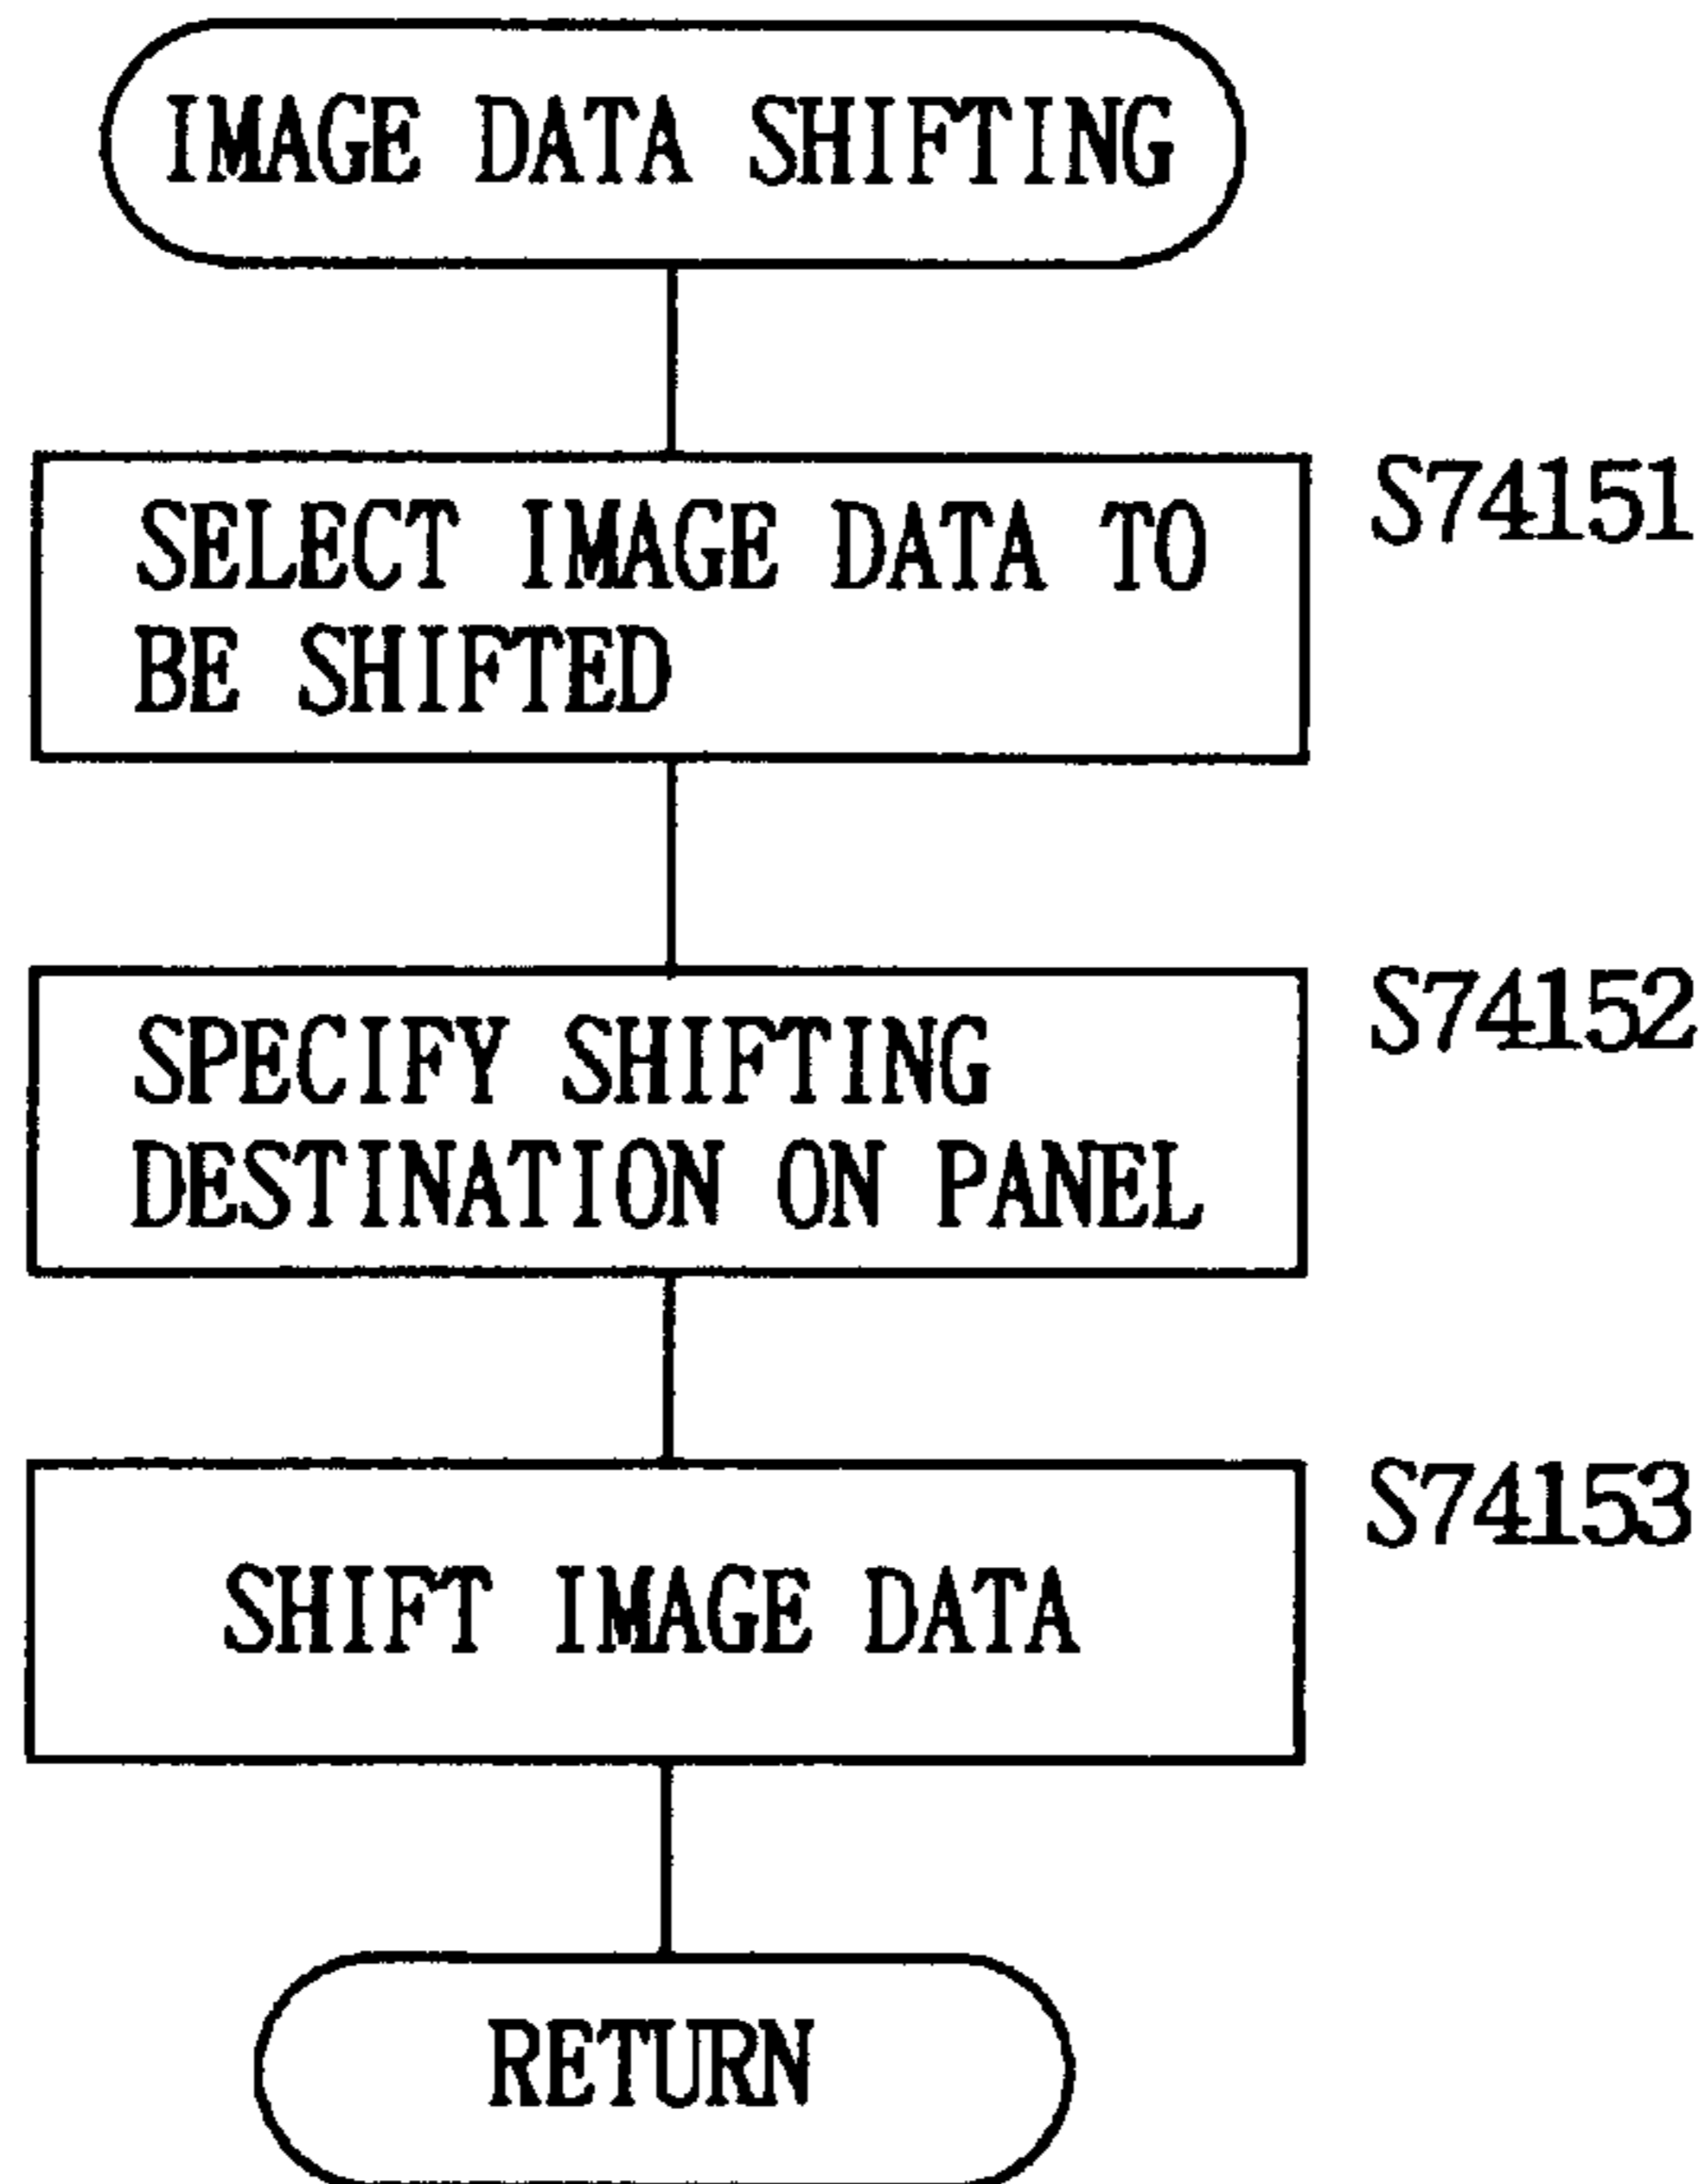 IMAGE DATA SHIFTING
S74151
SELECT IMAGE DATA TO
BE SHIFTED
S74152
SPECIFY SHIFTING
DESTINATION ON PANEL
S74153
SHIFT IMAGE DATA
RETURN